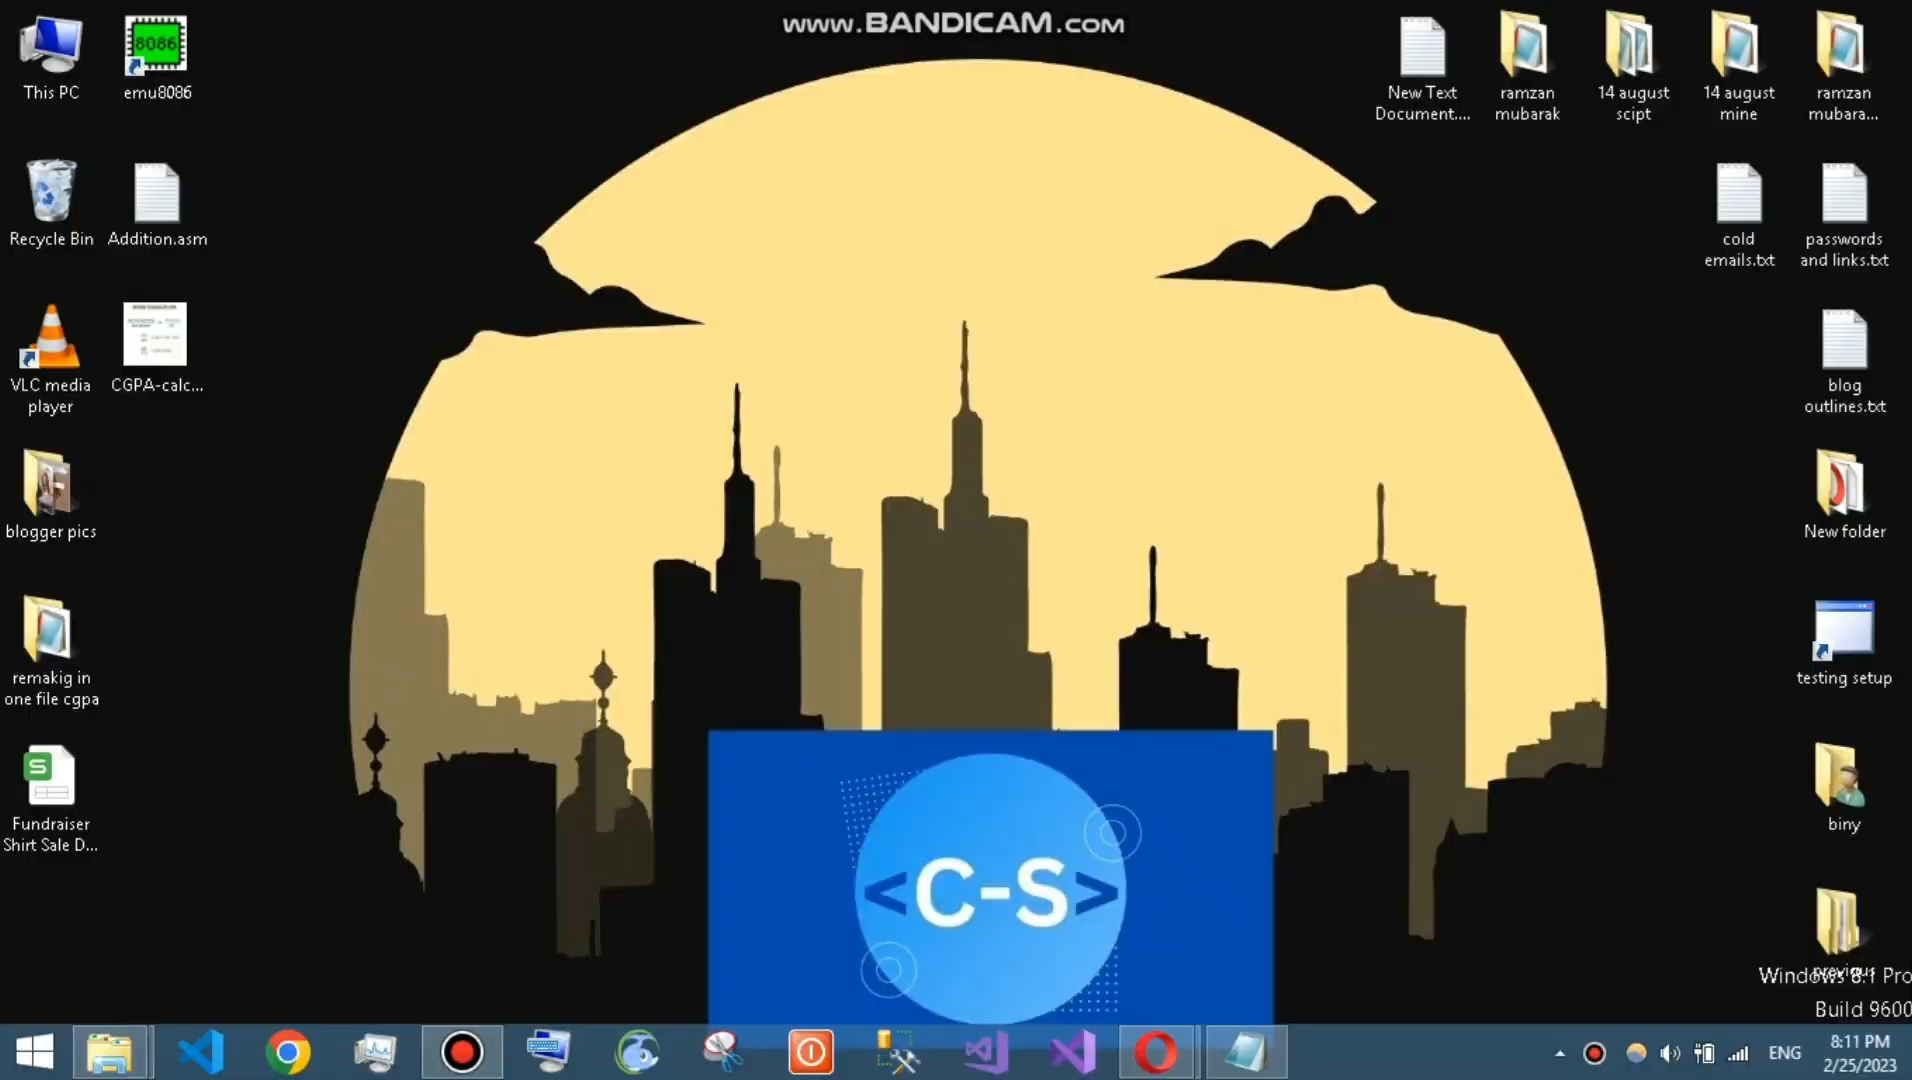 www.BANDICAM.com
This PC
emu8086
8086
New Text
Document....
ramzan
mubarak
14 august
scipt
14 august
mine
ramzan
mubara...
Recycle Bin
Addition.asm
cold
emails.txt
passwords
and links.txt
VLC media
player
CGPA-calc...
blog
outlines.txt
blogger pics
New folder
remakig in
one file cgpa
testing setup
S
Fundraiser
Shirt Sale D...
biny
<C-S>
previous
Windows 8.1 Pro
Build 9600
ENG
8:11 PM
2/25/2023